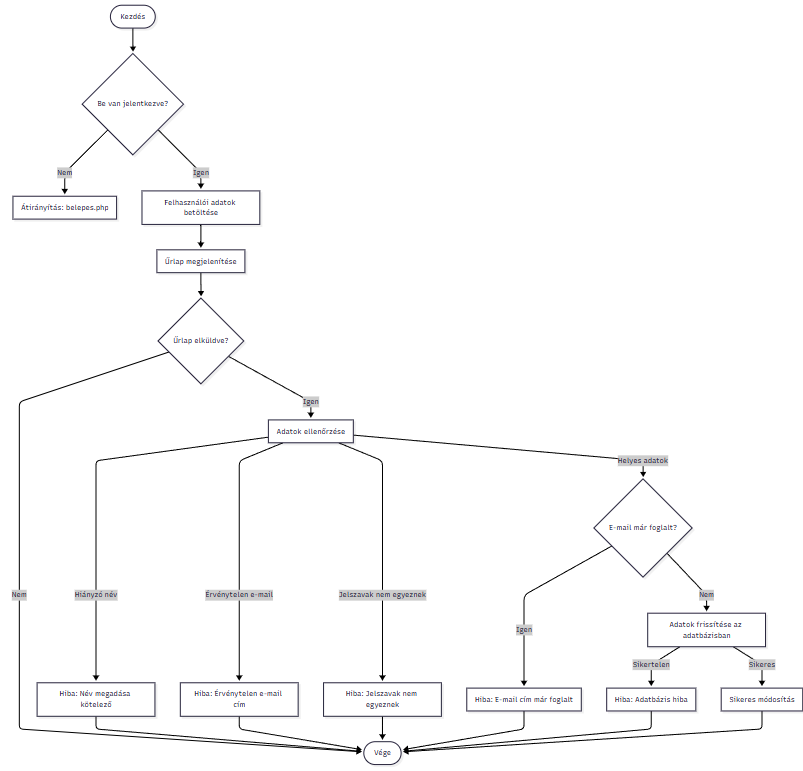 Kezdés
Be van jelentkezve?
Nem
Igen
Átirányítás: belepes.php
Felhasználói adatok
betöltése
Űrlap megjelenítése
Űrlap elküldve?
Igen
Adatok ellenőrzése
Helyes adatok
E-mail már foglalt?
Nem
Hiányzó név
Érvénytelen e-mail
Jelszavak nem egyeznek
Nem
Igen
Adatok frissítése az
adatbázisban
Sikertelen
Sikeres
Hiba: Név megadása
kötelező
Hiba: Érvénytelen e-mail
cím
Hiba: Jelszavak nem
egyeznek
Hiba: E-mail cím már foglalt
Hiba: Adatbázis hiba
Sikeres módosítás
Vége